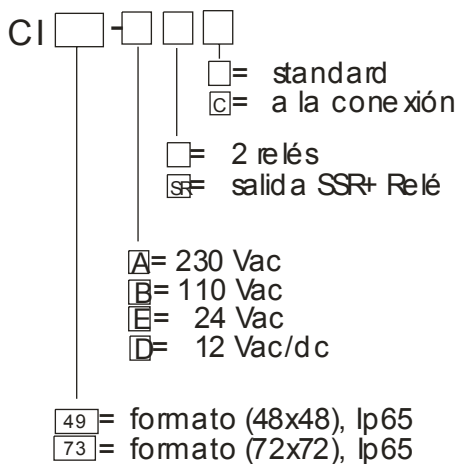 CI -
= standard
C = a la conexión
= 2 relés
SR = salida SSR+ Relé
A = 230 Vac
B = 110 Vac
E = 24 Vac
D = 12 Vac/dc
49 = formato (48x48), Ip65
73 = formato (72x72), Ip65